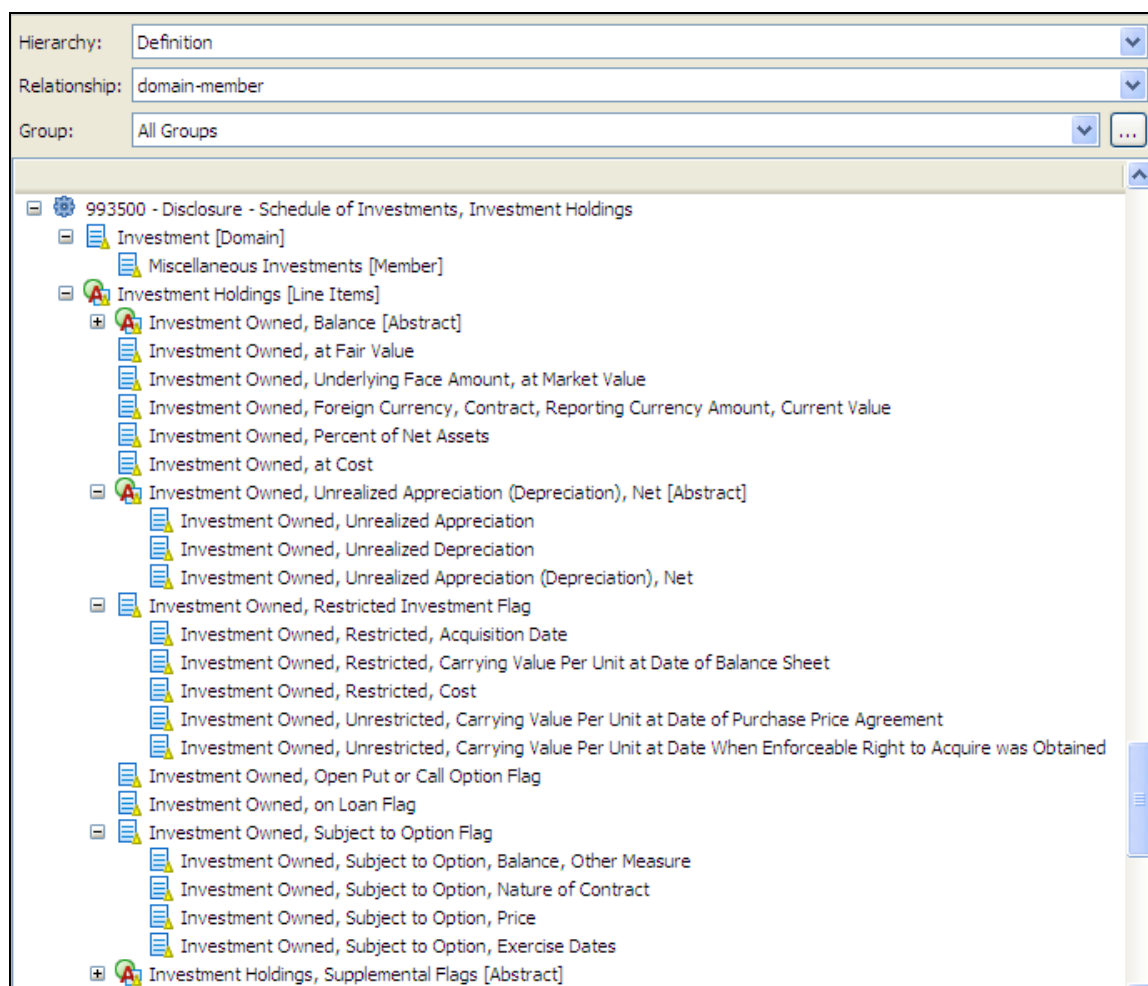 Hierarchy: Definition
Relationship: domain-member
Group: All Groups ...
993500 - Disclosure - Schedule of Investments, Investment Holdings
Investment [Domain]
Miscellaneous Investments [Member]
Investment Holdings [Line Items]
Investment Owned, Balance [Abstract]
Investment Owned, at Fair Value
Investment Owned, Underlying Face Amount, at Market Value
Investment Owned, Foreign Currency, Contract, Reporting Currency Amount, Current Value
Investment Owned, Percent of Net Assets
Investment Owned, at Cost
Investment Owned, Unrealized Appreciation (Depreciation), Net [Abstract]
Investment Owned, Unrealized Appreciation
Investment Owned, Unrealized Depreciation
Investment Owned, Unrealized Appreciation (Depreciation), Net
Investment Owned, Restricted Investment Flag
Investment Owned, Restricted, Acquisition Date
Investment Owned, Restricted, Carrying Value Per Unit at Date of Balance Sheet
Investment Owned, Restricted, Cost
Investment Owned, Unrestricted, Carrying Value Per Unit at Date of Purchase Price Agreement
Investment Owned, Unrestricted, Carrying Value Per Unit at Date When Enforceable Right to Acquire was Obtained
Investment Owned, Open Put or Call Option Flag
Investment Owned, on Loan Flag
Investment Owned, Subject to Option Flag
Investment Owned, Subject to Option, Balance, Other Measure
Investment Owned, Subject to Option, Nature of Contract
Investment Owned, Subject to Option, Price
Investment Owned, Subject to Option, Exercise Dates
Investment Holdings, Supplemental Flags [Abstract]